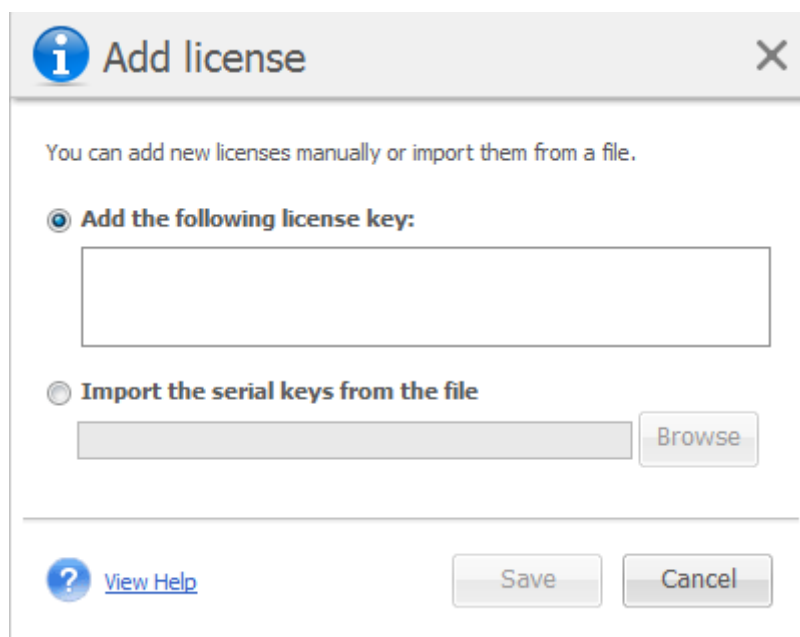 Add license
You can add new licenses manually or import them from a file.
Add the following license key:
Import the serial keys from the file
Browse
View Help
Save
Cancel